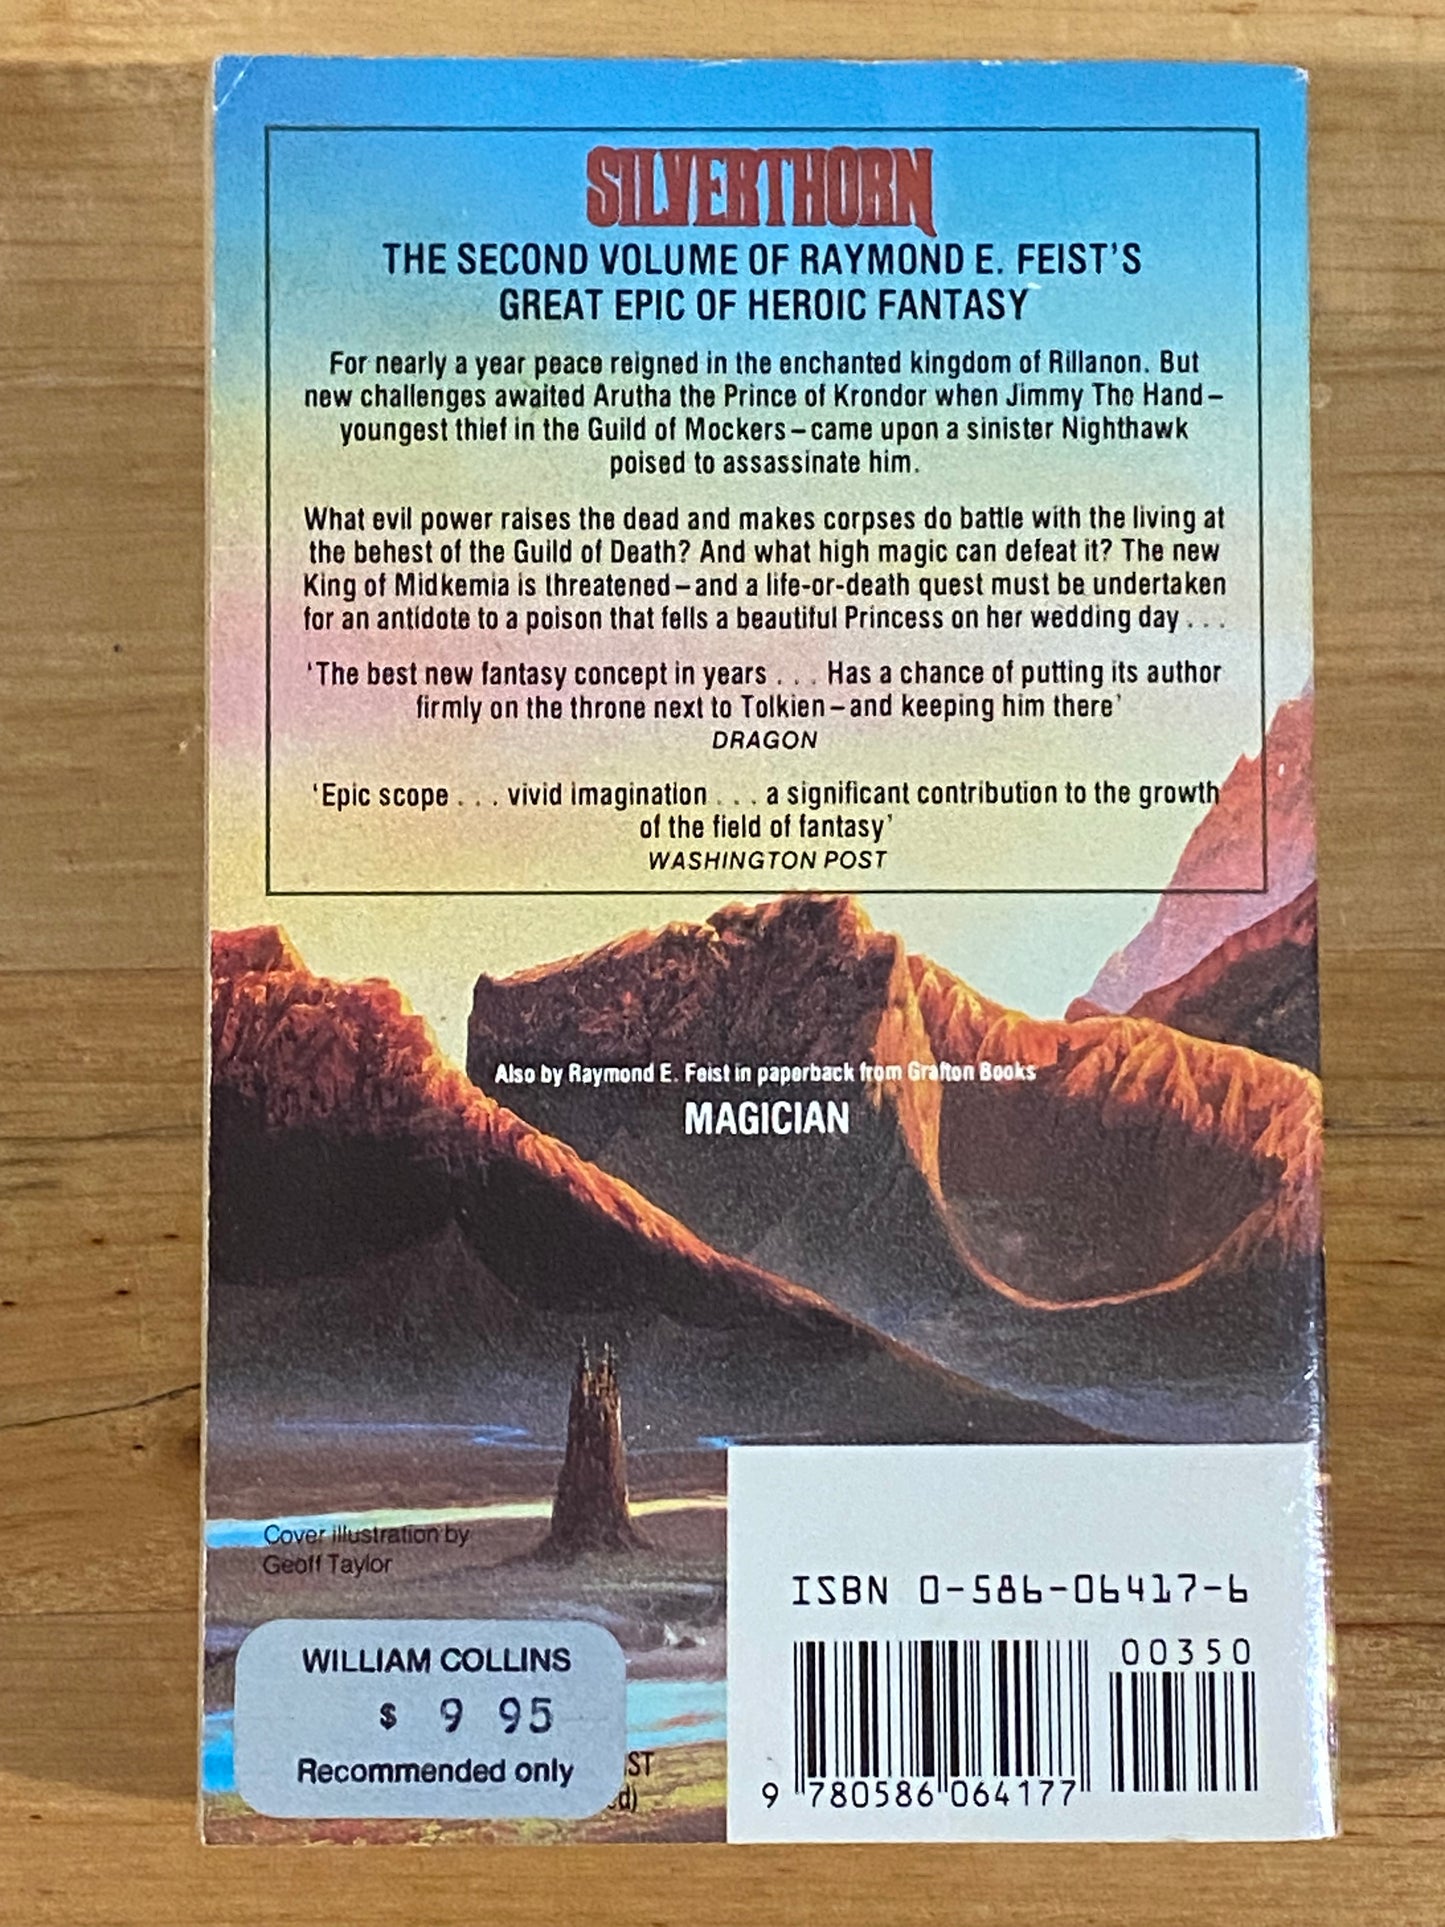 SILVERTHORN
THE SECOND VOLUME OF RAYMOND E. FEIST'S
GREAT EPIC OF HEROIC FANTASY
For nearly a year peace reigned in the enchanted kingdom of Rillanon. But
new challenges awaited Arutha the Prince of Krondor when Jimmy The Hand –
youngest thief in the Guild of Mockers – came upon a sinister Nighthawk
poised to assassinate him.
What evil power raises the dead and makes corpses do battle with the living at
the behest of the Guild of Death? And what high magic can defeat it? The new
King of Midkemia is threatened – and a life-or-death quest must be undertaken
for an antidote to a poison that fells a beautiful Princess on her wedding day . . .
'The best new fantasy concept in years . . . Has a chance of putting its author
firmly on the throne next to Tolkien – and keeping him there'
DRAGON
'Epic scope . . . vivid imagination . . . a significant contribution to the growth
of the field of fantasy'
WASHINGTON POST
Also by Raymond E. Feist in paperback from Grafton Books
MAGICIAN
Cover illustration by
Geoff Taylor
WILLIAM COLLINS
$ 9 95
Recommended only
ST
d)
ISBN 0-586-06417-6
00350
9 780586 064177